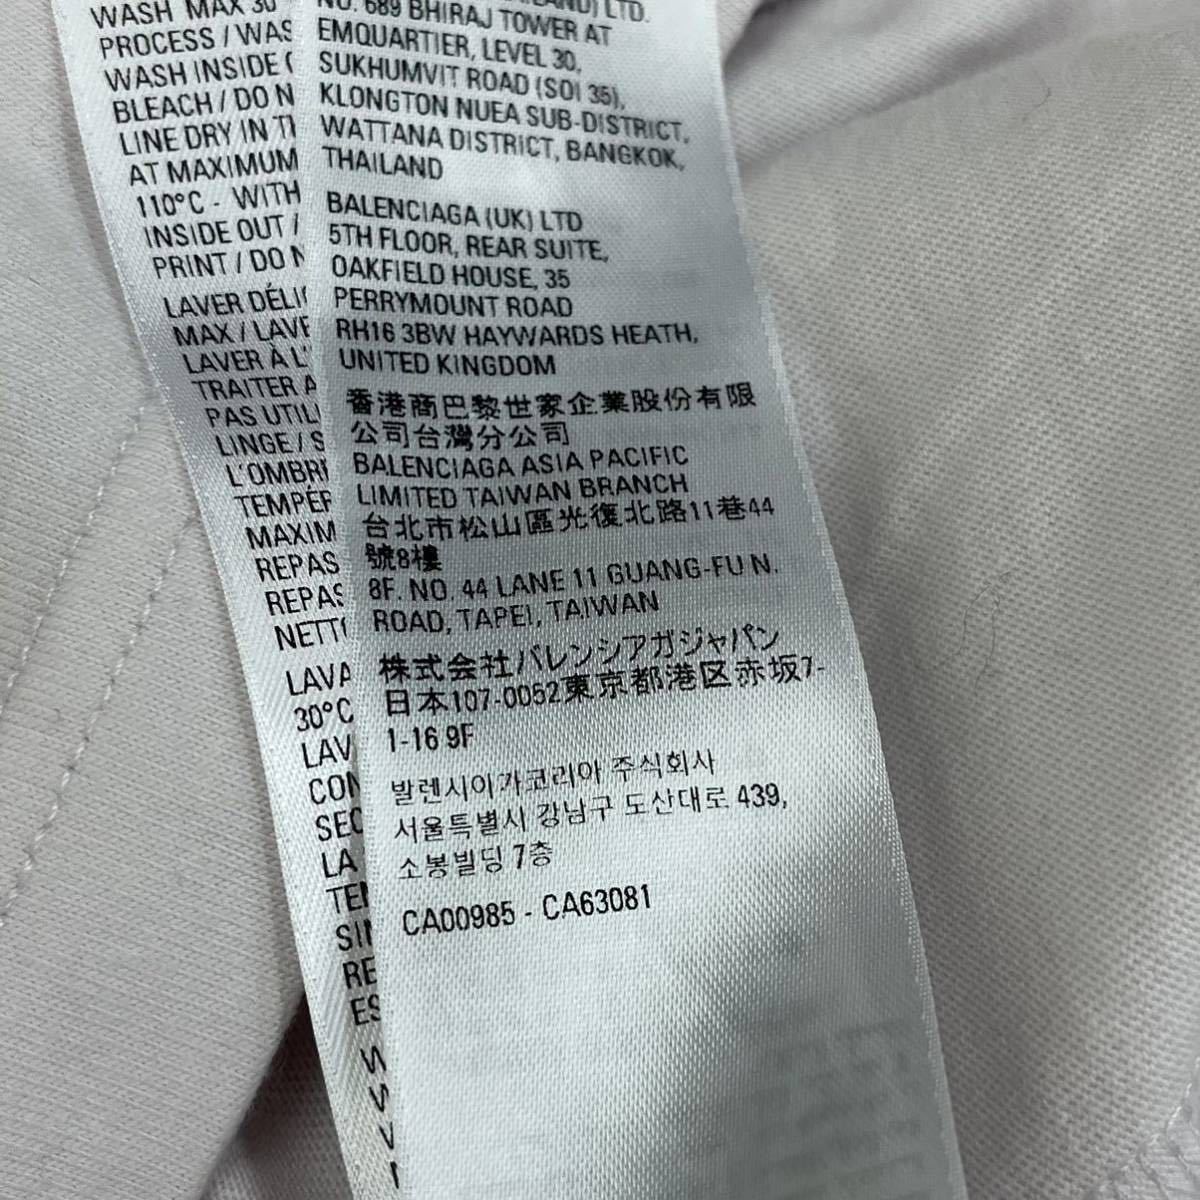 WASH MAX 30
PROCESS / WAS
WASH INSIDE
BLEACH / DO N
LINE DRY IN
AT MAXIMUM
110°C - WITH
INSIDE OUT /
PRINT / DO N
LAVER
MAX / LAVE
LAVER À L'
TRAITER A
PAS
LINGE / S
MAXIM
REPAS
REPAS
LAVA
30°C
LAV
CON
SEC
LA
TEM
SIN
RE
ES
LTD.
NO. 689 BHIRAJ TOWER AT
EMQUARTIER, LEVEL 30,
SUKHUMVIT ROAD (SOI 35),
KLONGTON NUEA SUB-DISTRICT,
WATTANA DISTRICT, BANGKOK,
THAILAND
BALENCIAGA (UK) LTD
5TH FLOOR, REAR SUITE,
OAKFIELD HOUSE, 35
PERRYMOUNT ROAD
RH16 3BW HAYWARDS HEATH,
UNITED KINGDOM
香港商巴黎世家企業股份有限
公司台灣分公司
BALENCIAGA ASIA PACIFIC
LIMITED TAIWAN BRANCH
台北市松山區光復北路11巷44
號8樓
8F. NO. 44 LANE 11 GUANG-FU N.
ROAD, TAPEI, TAIWAN
株式会社バレンシアガジャパン
日本107-0052東京都港区赤坂7-
1-16 9F
발렌시아가코리아 주식회사
서울특별시 강남구 도산대로 439,
소봉빌딩 7층
CA00985 - CA63081